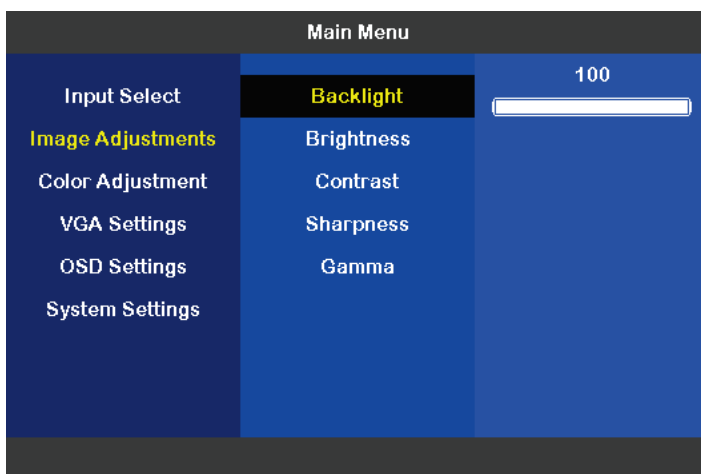 Main Menu
Input Select
Image Adjustments
Color Adjustment
VGA Settings
OSD Settings
System Settings
Backlight
Brightness
Contrast
Sharpness
Gamma
100